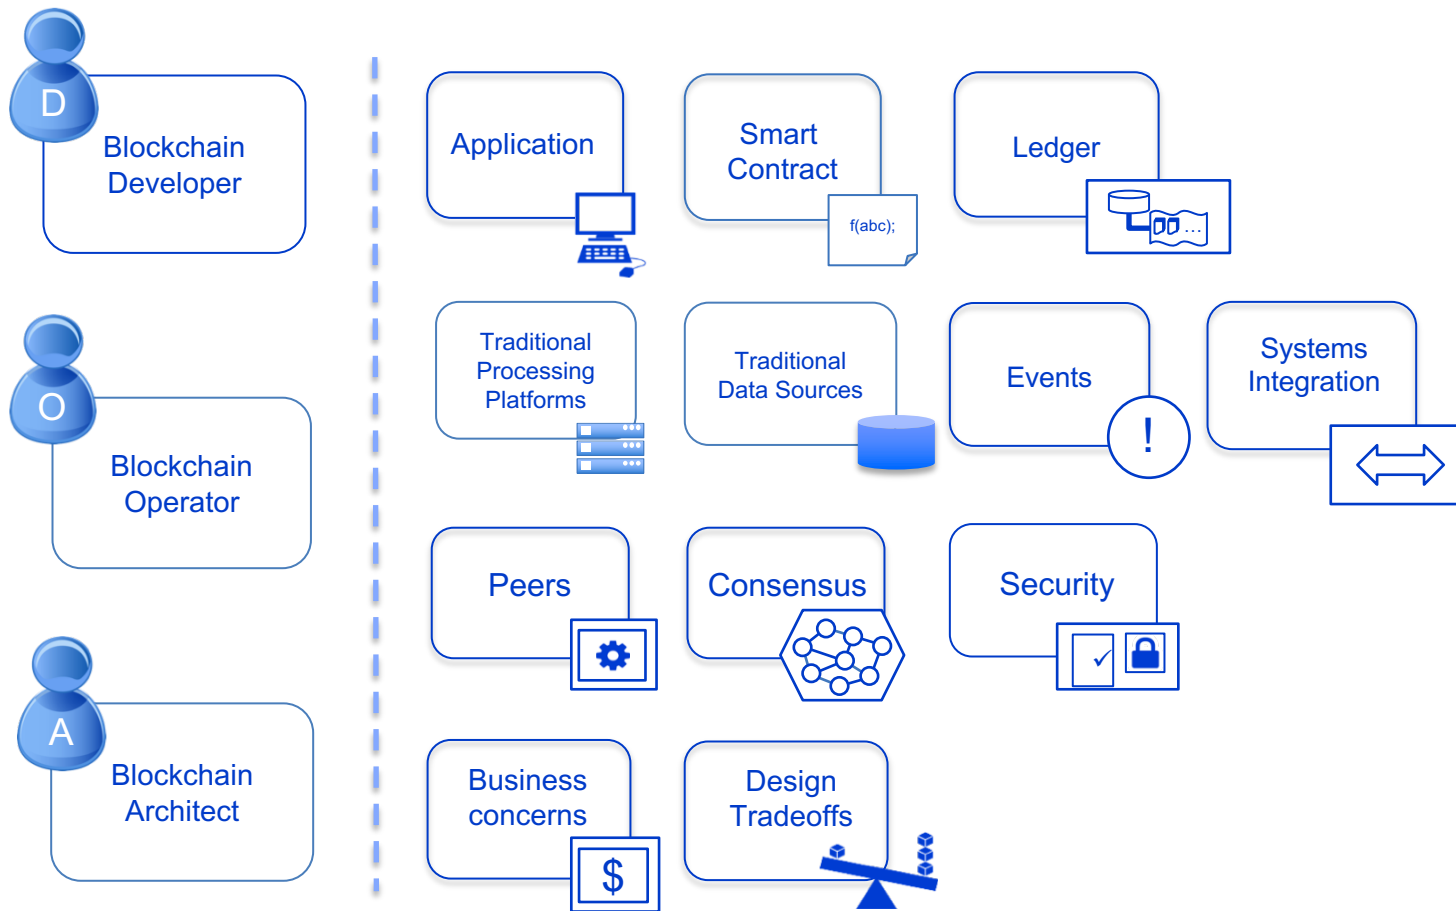 D
Blockchain
Developer
Application
Smart
Contract
f(abc);
Ledger
...
O
Blockchain
Operator
Traditional
Processing
Platforms
Traditional
Data Sources
Events
!
Systems
Integration
Peers
Consensus
Security
✓
A
Blockchain
Architect
Business
concerns
$
Design
Tradeoffs